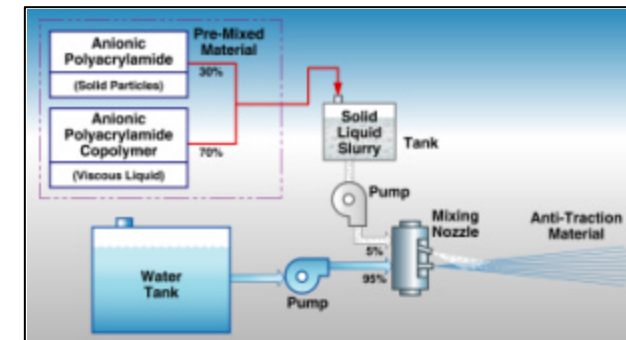 Anionic
Polyacrylamide
(Solid Particles)
Pre-Mixed
Material
30%
Anionic
Polyacrylamide
Copolymer
(Viscous Liquid)
70%
Solid
Liquid
Slurry
Tank
Pump
Mixing
Nozzle
Anti-Traction
Material
5%
95%
Water
Tank
Pump